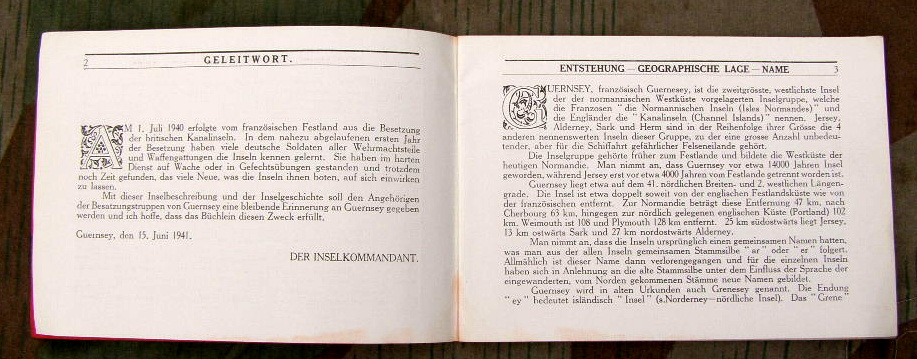 2
GELEITWORT.
AM 1. Juli 1940 erfolgte vom französischen Festland aus die Besetzung
der britischen Kanalinseln. In dem nahezu abgelaufenen ersten Jahr
der Besetzung haben viele deutsche Soldaten aller Wehrmachtsteile
und Waffengattungen die Inseln kennen gelernt. Sie haben im harten
Dienst auf Wache oder in Gefechtsübungen gestanden und trotzdem
noch Zeit gefunden, das viele Neue, was die Inseln ihnen boten, auf sich einwirken
zu lassen.
Mit dieser Inselbeschreibung und der Inselgeschichte soll den Angehörigen
der Besatzungstruppen von Guernsey eine bleibende Erinnerung an Guernsey gegeben
werden und ich hoffe, dass das Büchlein diesen Zweck erfüllt.
Guernsey, den 15. Juni 1941.
DER INSELKOMMANDANT.
ENTSTEHUNG—GEOGRAPHISCHE LAGE—NAME
3
GUERNSEY, französisch Guernesey, ist die zweitgrösste, westlichste Insel
der der normannischen Westküste vorgelagerten Inselgruppe, welche
die Franzosen "die Normannischen Inseln (Isles Normandes)" und
die Engländer die "Kanalinseln (Channel Islands)" nennen. Jersey,
Alderney, Sark und Herm sind in der Reihenfolge ihrer Grösse die 4
anderen nennenswerten Inseln dieser Gruppe, zu der eine grosse Anzahl unbedeu-
tender, aber für die Schiffahrt gefährlicher Felseneilande gehört.
Die Inselgruppe gehörte früher zum Festlande und bildete die Westküste der
heutigen Normandie. Man nimmt an, dass Guernsey vor etwa 14000 Jahren Insel
geworden, während Jersey erst vor etwa 4000 Jahren vom Festlande getrennt worden ist.
Guernsey liegt etwa auf dem 41. nördlichen Breiten- und 2. westlichen Längen-
grade. Die Insel ist etwa doppelt soweit von der englischen Festlandsküste wie von
der französischen entfernt. Zur Normandie beträgt diese Entfernung 47 km, nach
Cherbourg 63 km, hingegen zur nördlich gelegenen englischen Küste (Portland) 102
km. Weimouth ist 108 und Plymouth 128 km entfernt. 25 km südostwärts liegt Jersey,
13 km ostwärts Sark und 27 km nordostwärts Alderney.
Man nimmt an, dass die Inseln ursprünglich einen gemeinsamen Namen hatten,
was man aus der allen Inseln gemeinsamen Stammsilbe "ar" oder "er" folgert.
Allmählich ist dieser Name dann verlorengegangen und für die einzelnen Inseln
haben sich in Anlehnung an die alte Stammsilbe unter dem Einfluss der Sprache der
eingewanderten, vom Norden gekommenen Stämme neue Namen gebildet.
Guernsey wird in alten Urkunden auch Grenesey genannt. Die Endung
"ey" bedeutet isländisch "Insel" (s.Norderney—nördliche Insel). Das "Grene"